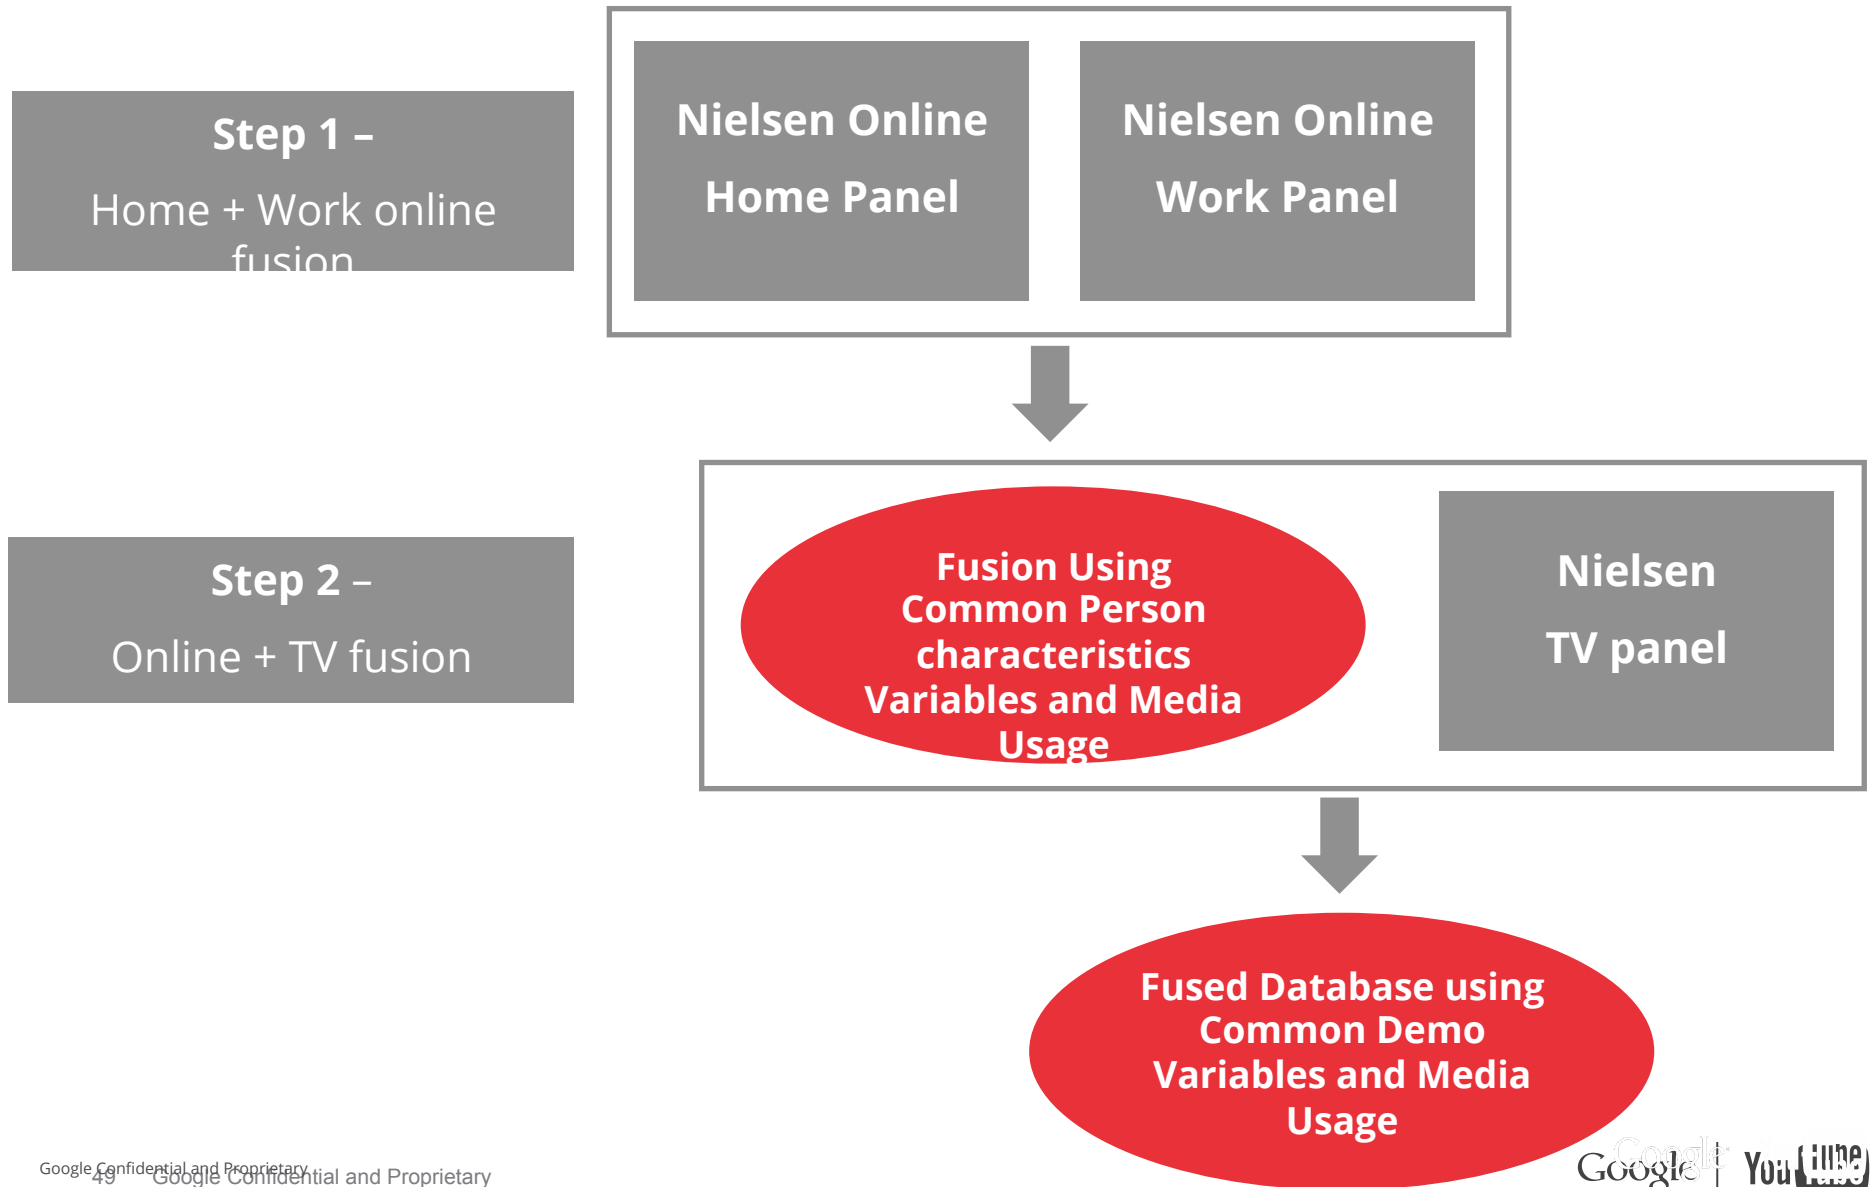 Step 1 –
Home + Work online
fusion
Nielsen Online
Home Panel
Nielsen Online
Work Panel
Step 2 –
Online + TV fusion
Fusion Using
Common Person
characteristics
Variables and Media
Usage
Nielsen
TV panel
Fused Database using
Common Demo
Variables and Media
Usage
Google Confidential and Proprietary
49 Google Confidential and Proprietary
Google
Google
YouTube